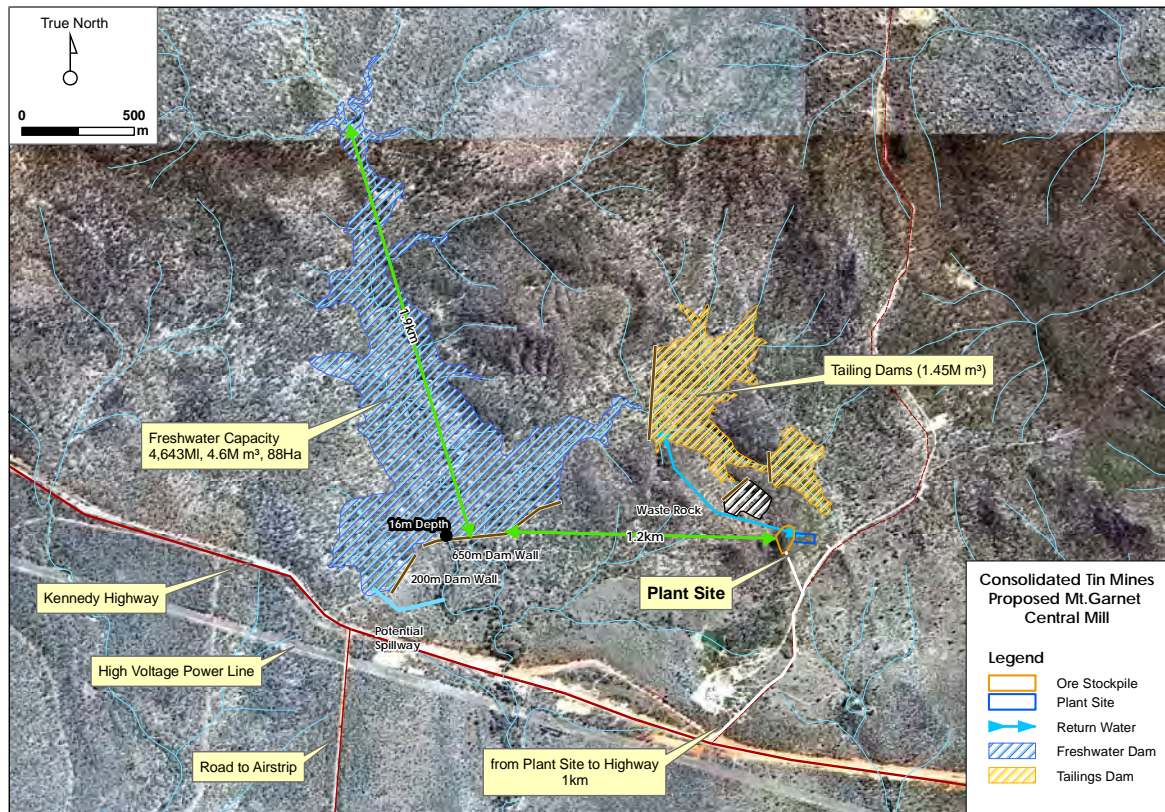 True North
0
500
m
1.9km
Tailing Dams (1.45M m³)
Freshwater Capacity
4,643Ml, 4.6M m³, 88Ha
16m Depth
Waste Rock
1.2km
650m Dam Wall
200m Dam Wall
Plant Site
Kennedy Highway
Potential
Spillway
High Voltage Power Line
Road to Airstrip
from Plant Site to Highway
1km
Consolidated Tin Mines
Proposed Mt.Garnet
Central Mill
Legend
Ore Stockpile
Plant Site
Return Water
Freshwater Dam
Tailings Dam